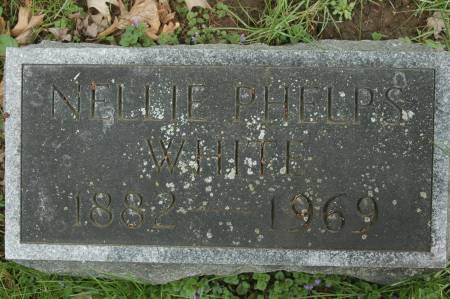 NELLIE PHELPS
WHITE
1882 — 1969